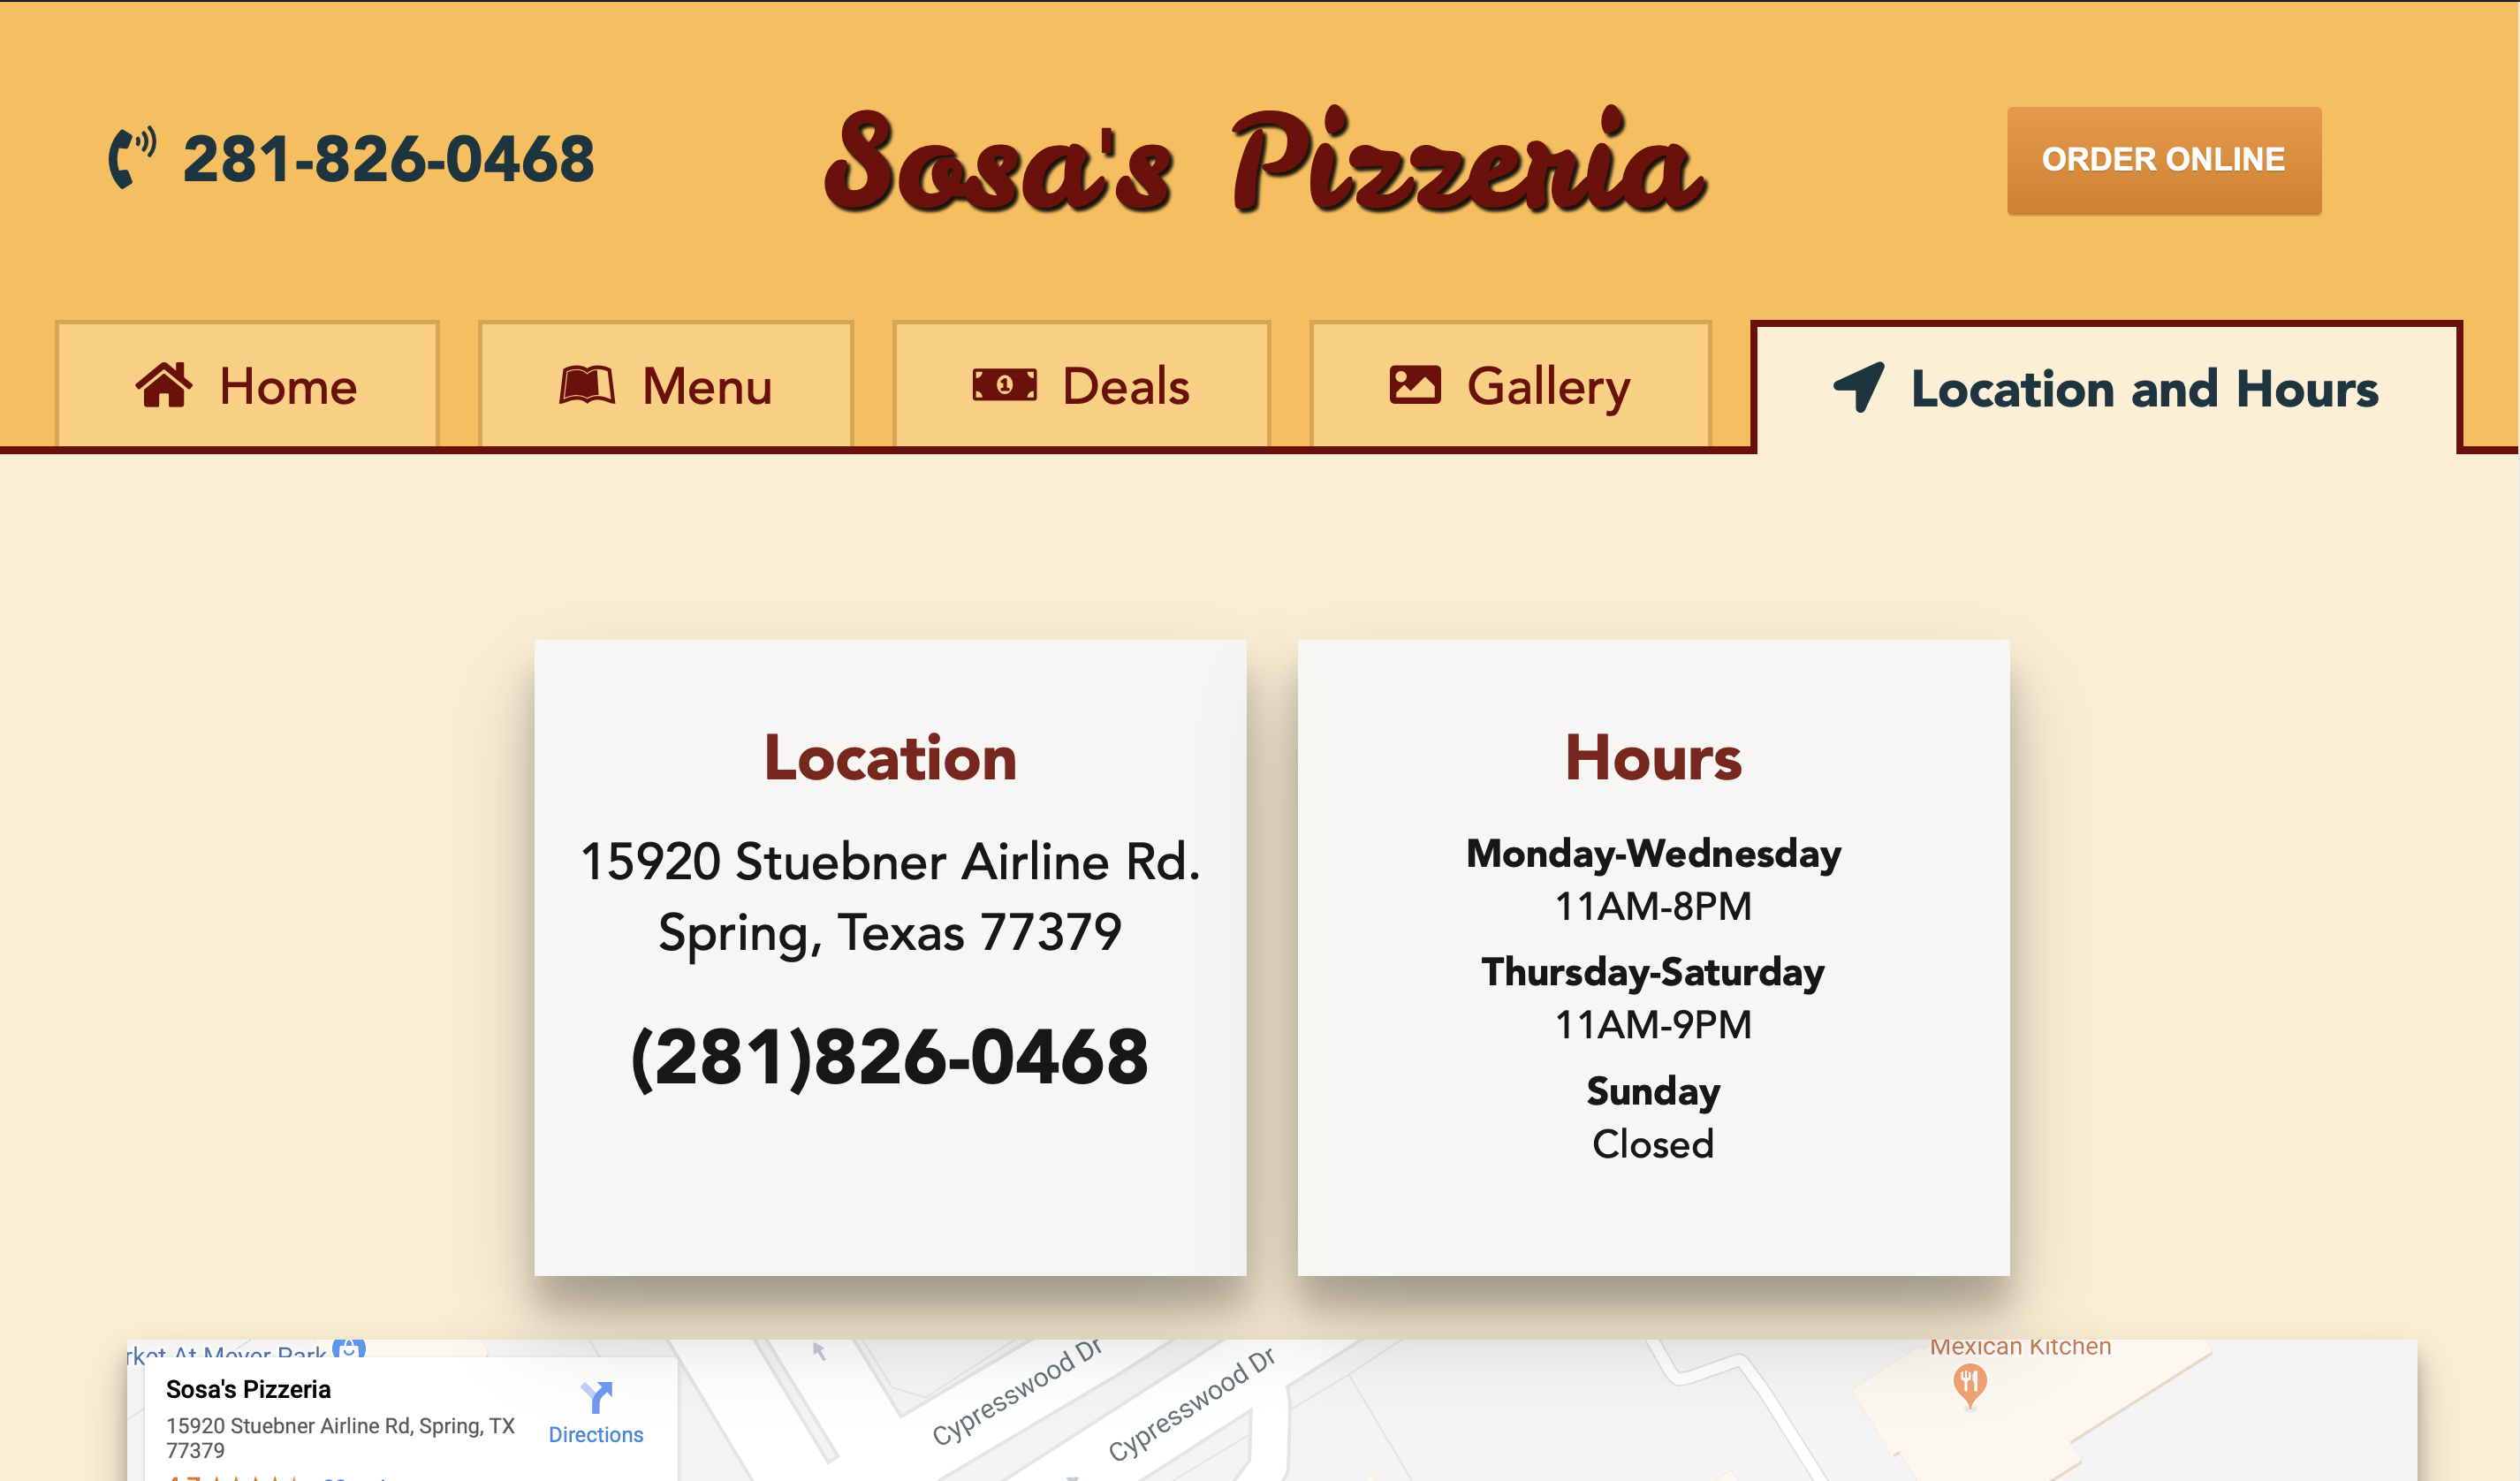 281-826-0468
Sosa's Pizzeria
ORDER ONLINE
Home
Menu
Deals
Gallery
Location and Hours
Location
15920 Stuebner Airline Rd.
Spring, Texas 77379
(281)826-0468
Hours
Monday-Wednesday
11AM-8PM
Thursday-Saturday
11AM-9PM
Sunday
Closed
At Meyer Park
Sosa's Pizzeria
15920 Stuebner Airline Rd, Spring, TX
77379
Directions
Cypresswood Dr
Cypresswood Dr
Mexican Kitchen